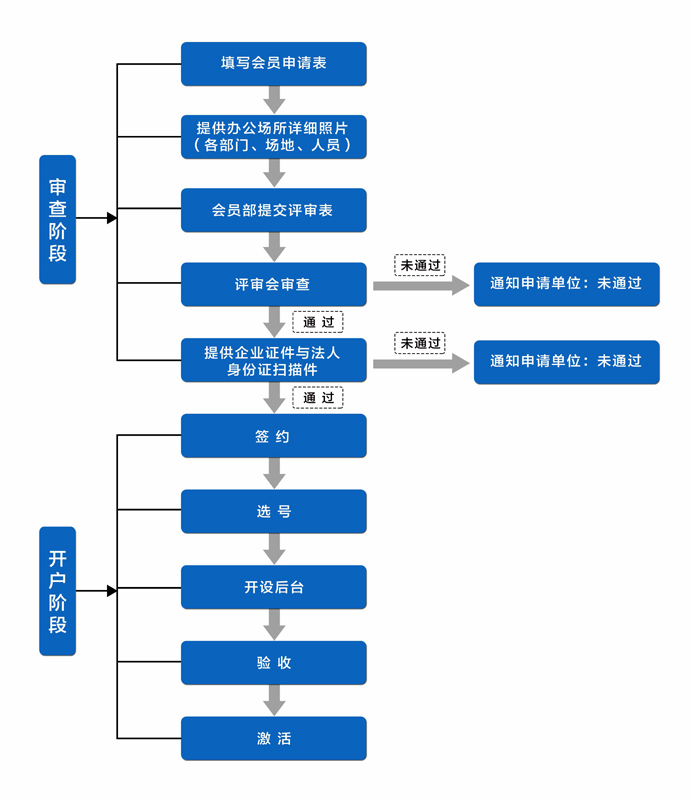 填写会员申请表
提供办公场所详细照片
（各部门、场地、人员）
审查阶段
会员部提交评审表
未通过
评审会审查
通知申请单位：未通过
通过
未通过
提供企业证件与法人
身份证扫描件
通知申请单位：未通过
通过
签约
选号
开户阶段
开设后台
验收
激活